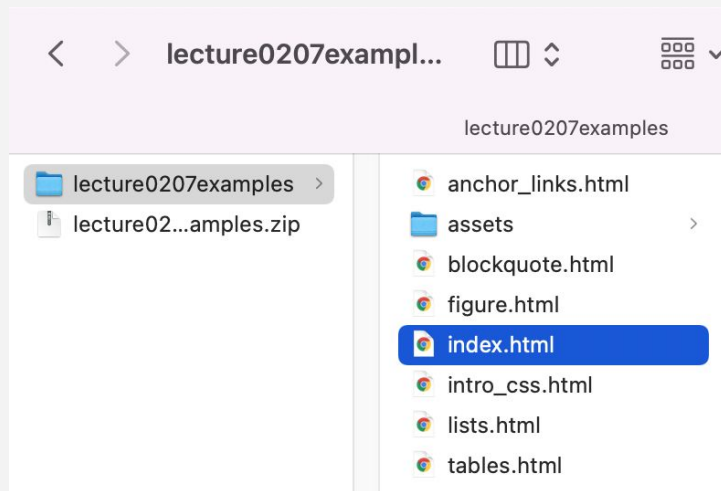 lecture0207exampl...
lecture0207examples
lecture0207examples
lecture02...amples.zip
anchor_links.html
assets
blockquote.html
figure.html
index.html
intro_css.html
lists.html
tables.html